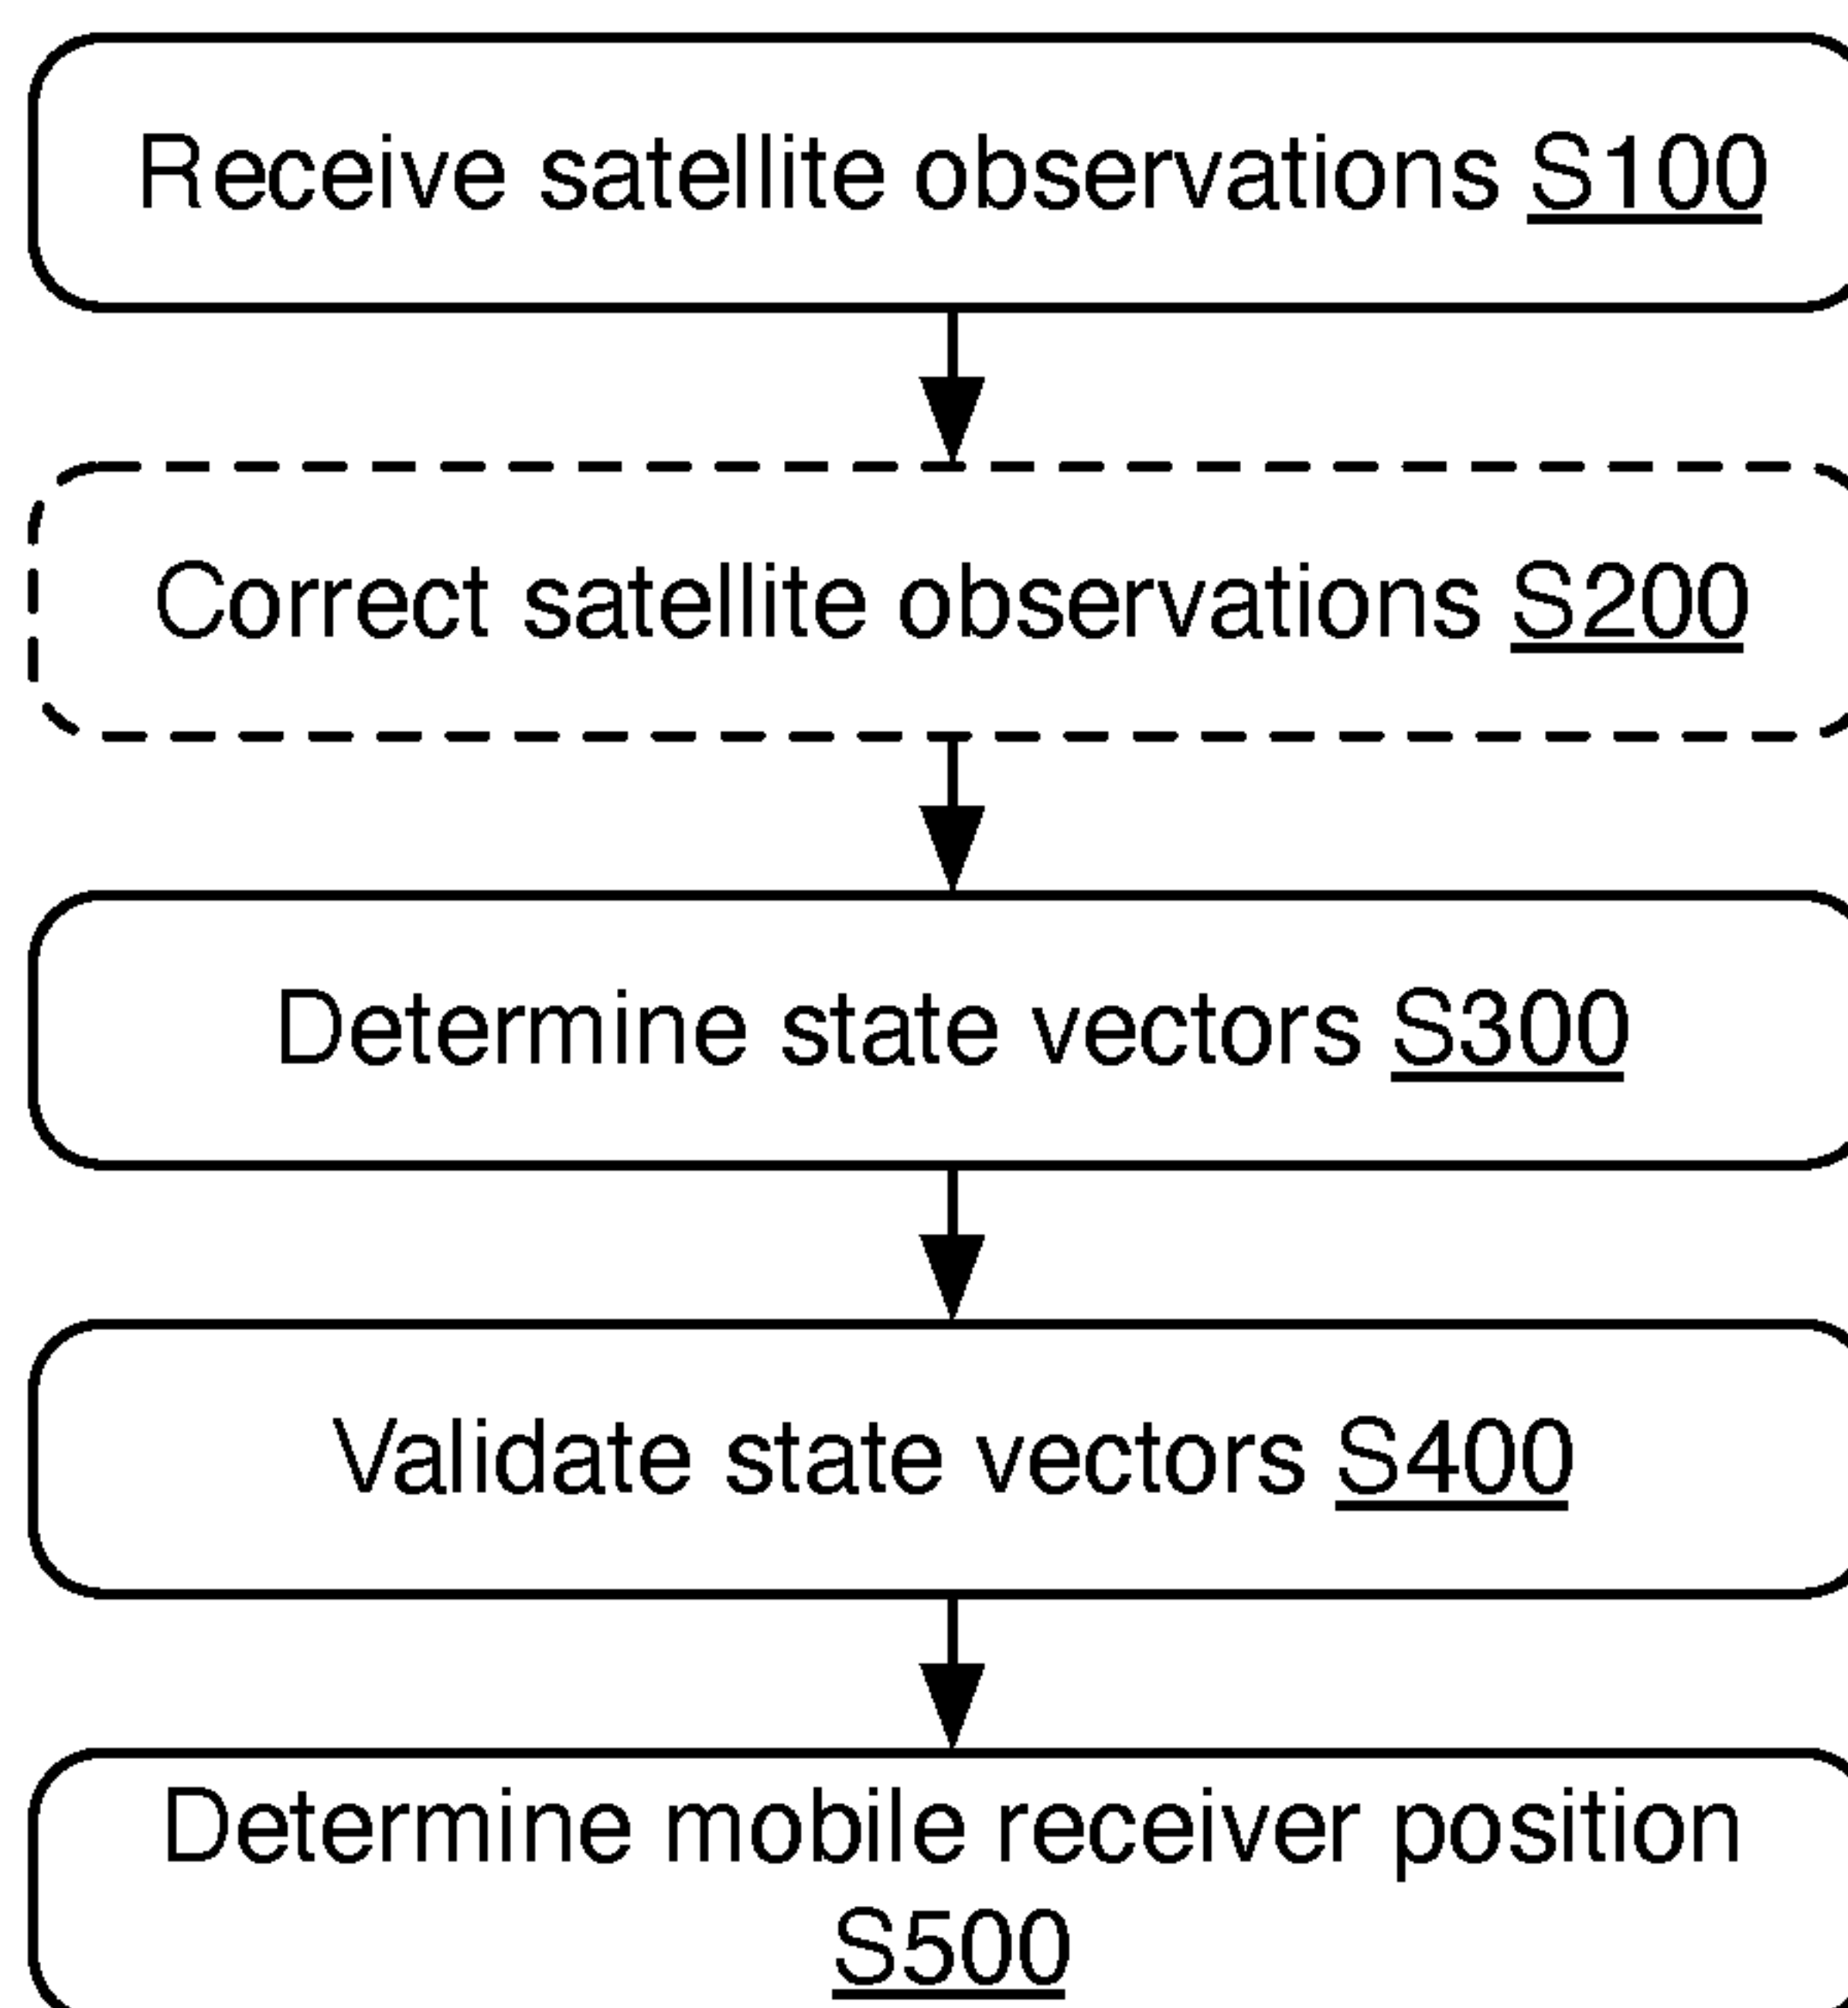 Receive satellite observations S100
Correct satellite observations S200
Determine state vectors S300
Validate state vectors S400
Determine mobile receiver position
S500